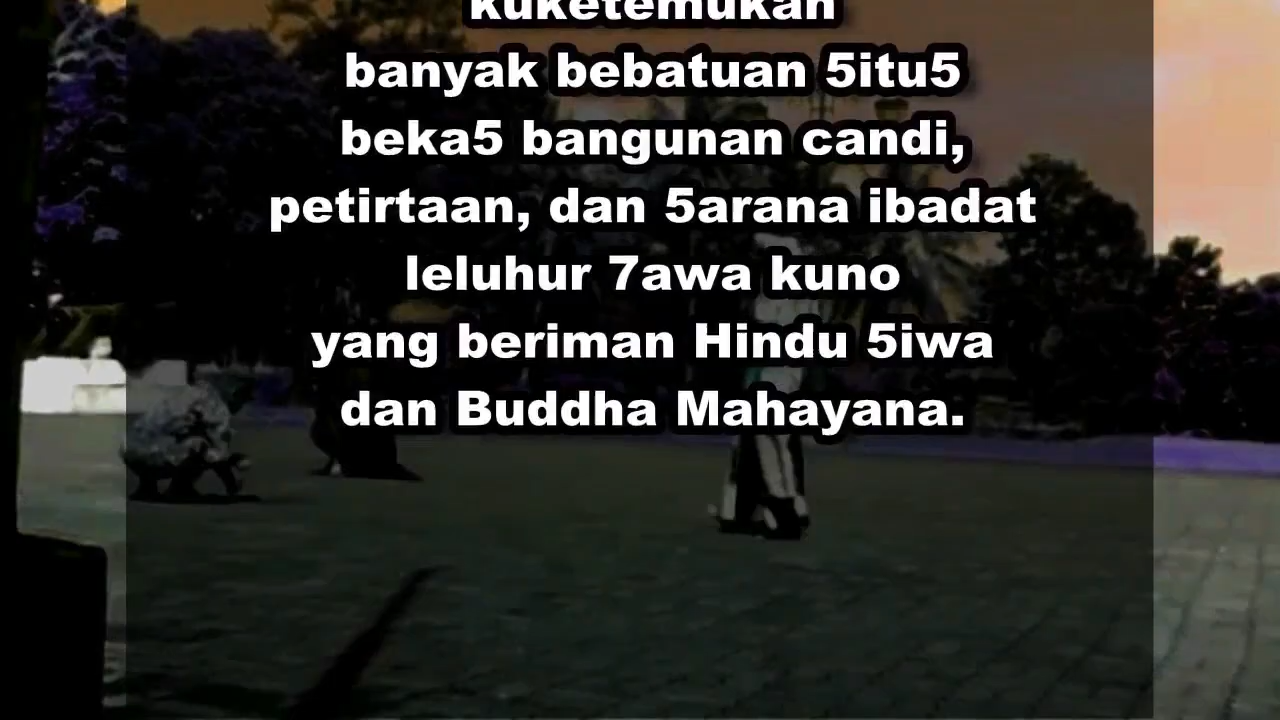 kuketemukan
banyak bebatuan 5itu5
beka5 bangunan candi,
petirtaan, dan 5arana ibadat
leluhur 7awa kuno
yang beriman Hindu 5iwa
dan Buddha Mahayana.